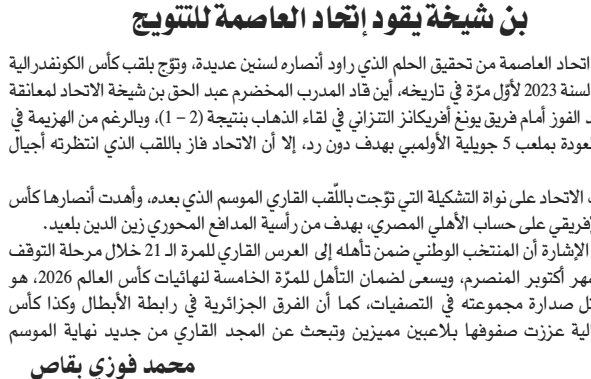 بن شيخة يقود إتحاد العاصمة للتتويج
اتحاد العاصمة من تحقيق الحلم الذي راود أنصاره لسنين عديدة، وتوّج بلقب كأس الكونفدرالية
لسنة 2023 لأوّل مرّة في تاريخه، أين قاد المدرب المخضرم عبد الحق بن شيخة الاتحاد لمعانقة
الفوز أمام فريق يونغ أفريكانز التنزاني في لقاء الذهاب بنتيجة (2 – 1)، وبالرغم من الهزيمة في
العودة بملعب 5 جويلية الأولمبي بهدف دون رد، إلا أن الاتحاد فاز باللقب الذي انتظرته أجيال
الاتحاد على نواة التشكيلة التي توّجت باللّقب القاري الموسم الذي بعده، وأهدت أنصارها كأس
إفريقي على حساب الأهلي المصري، بهدف من رأسية المدافع المحوري زين الدين بلعيد.
الإشارة أن المنتخب الوطني ضمن تأهله إلى العرس القاري للمرة الـ 21 خلال مرحلة التوقف
شهر أكتوبر المنصرم، ويسعى لضمان التأهل للمرّة الخامسة لنهائيات كأس العالم 2026، هو
صدارة مجموعته في التصفيات، كما أن الفرق الجزائرية في رابطة الأبطال وكذا كأس
عززت صفوفها بلاعبين مميزين وتبحث عن المجد القاري من جديد نهاية الموسم
محمد فوزي بقاص